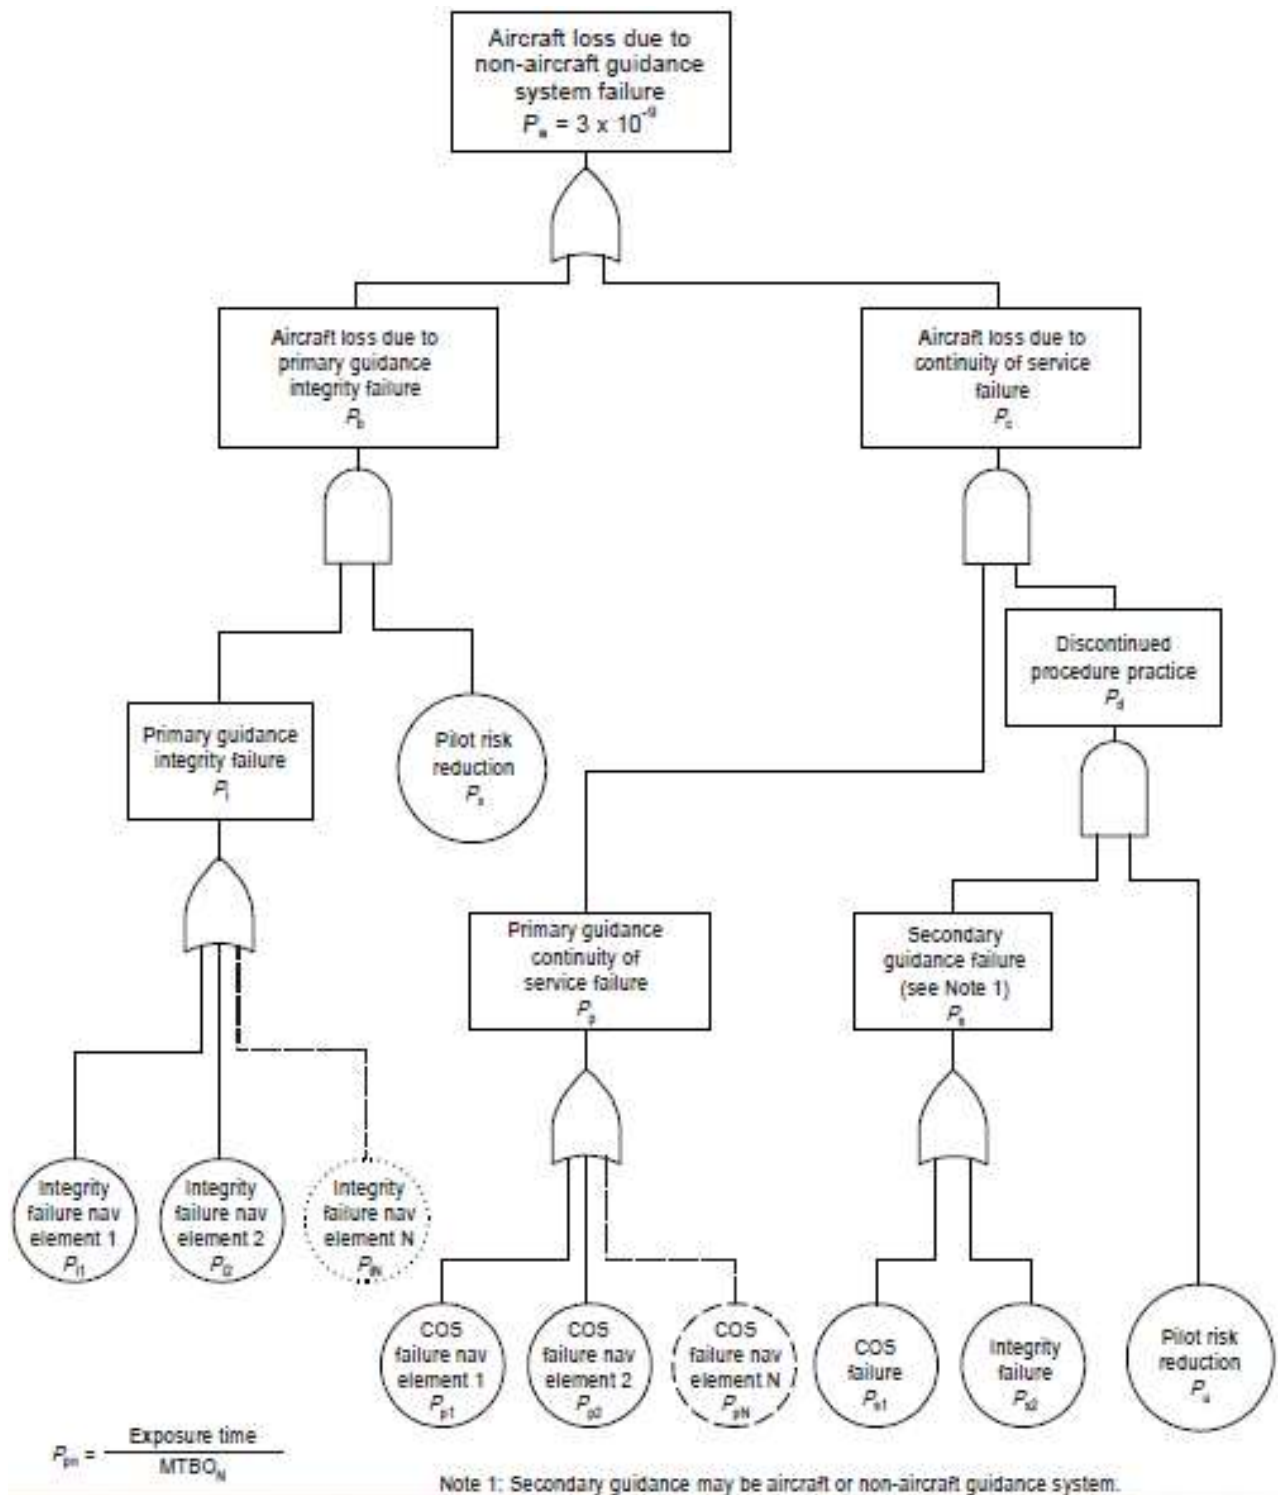 Aircraft loss due to
non-aircraft guidance
system failure
Pa = 3 x 10^-9
Aircraft loss due to
primary guidance
integrity failure
Pb
Aircraft loss due to
continuity of service
failure
Pc
Discontinued
procedure practice
Pd
Primary guidance
integrity failure
Pi
Pilot risk
reduction
Px
Primary guidance
continuity of
service failure
Pp
Secondary
guidance failure
(see Note 1)
Ps
Integrity
failure nav
element 1
Pi1
Integrity
failure nav
element 2
Pi2
Integrity
failure nav
element N
PiN
COS
failure nav
element 1
Pp1
COS
failure nav
element 2
Pp2
COS
failure nav
element N
PpN
COS
failure
Ps1
Integrity
failure
Ps2
Pilot risk
reduction
Pu
Ppn = Exposure time
MTBON
Note 1: Secondary guidance may be aircraft or non-aircraft guidance system.